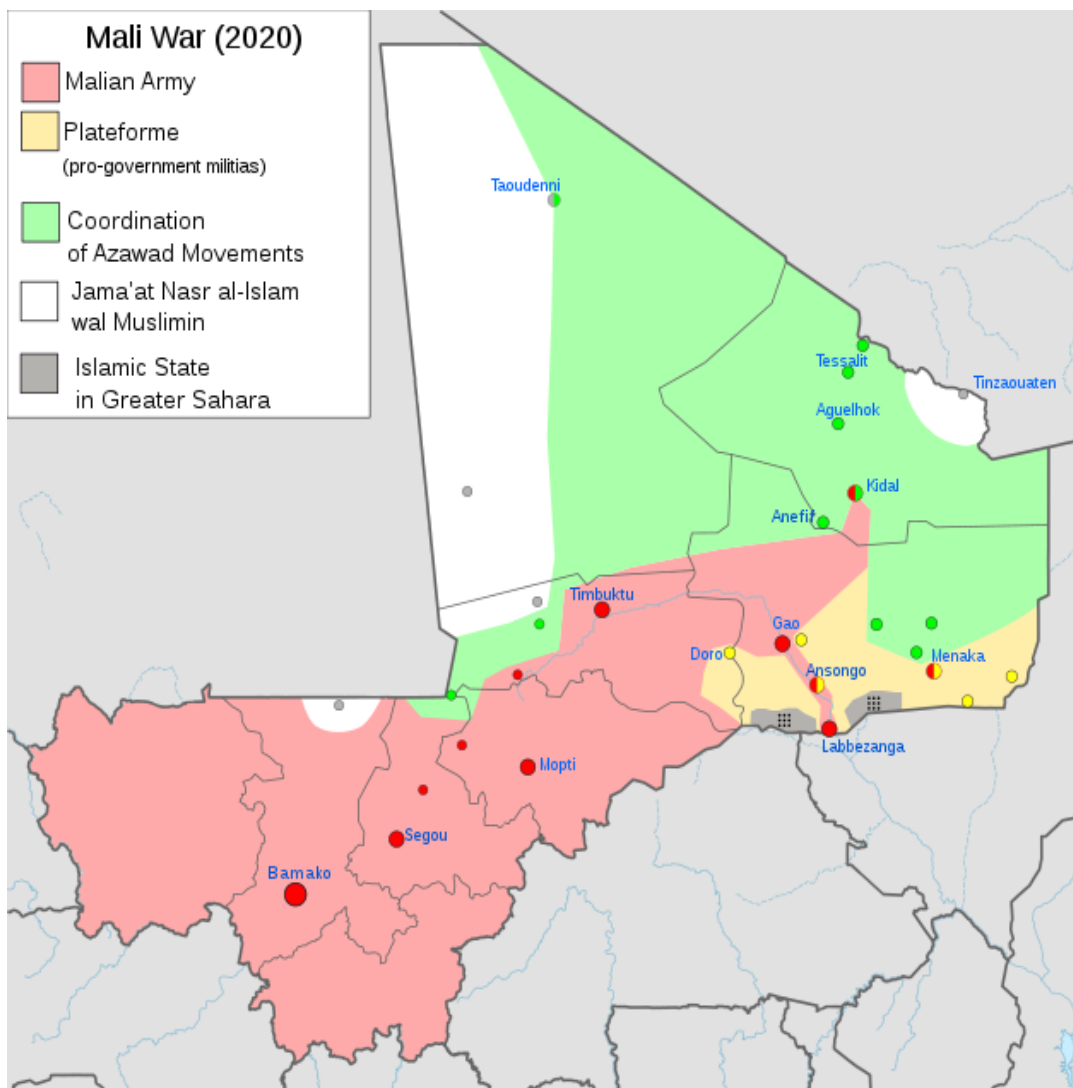 Mali War (2020)
Malian Army
Plateforme
(pro-government militias)
Coordination
of Azawad Movements
Jama'at Nasr al-Islam
wal Muslimin
Islamic State
in Greater Sahara
Taoudenni
Tessalit
Tinzaouaten
Aguelhok
Kidal
Anefif
Timbuktu
Gao
Doro
Menaka
Ansongo
Labbezanga
Mopti
Segou
Bamako